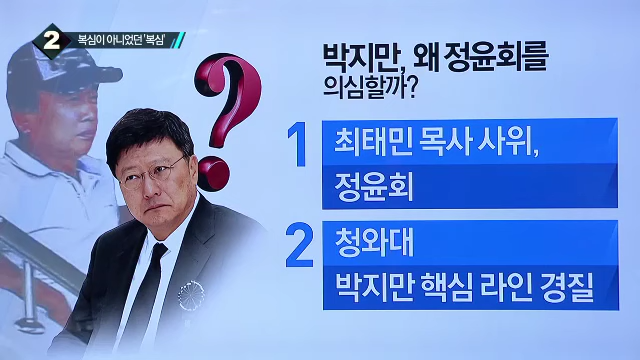 2 복심이 아니었던 '복심'
박지만, 왜 정윤회를
의심할까?
1 최태민 목사 사위,
정윤회
2 청와대
박지만 핵심 라인 경질